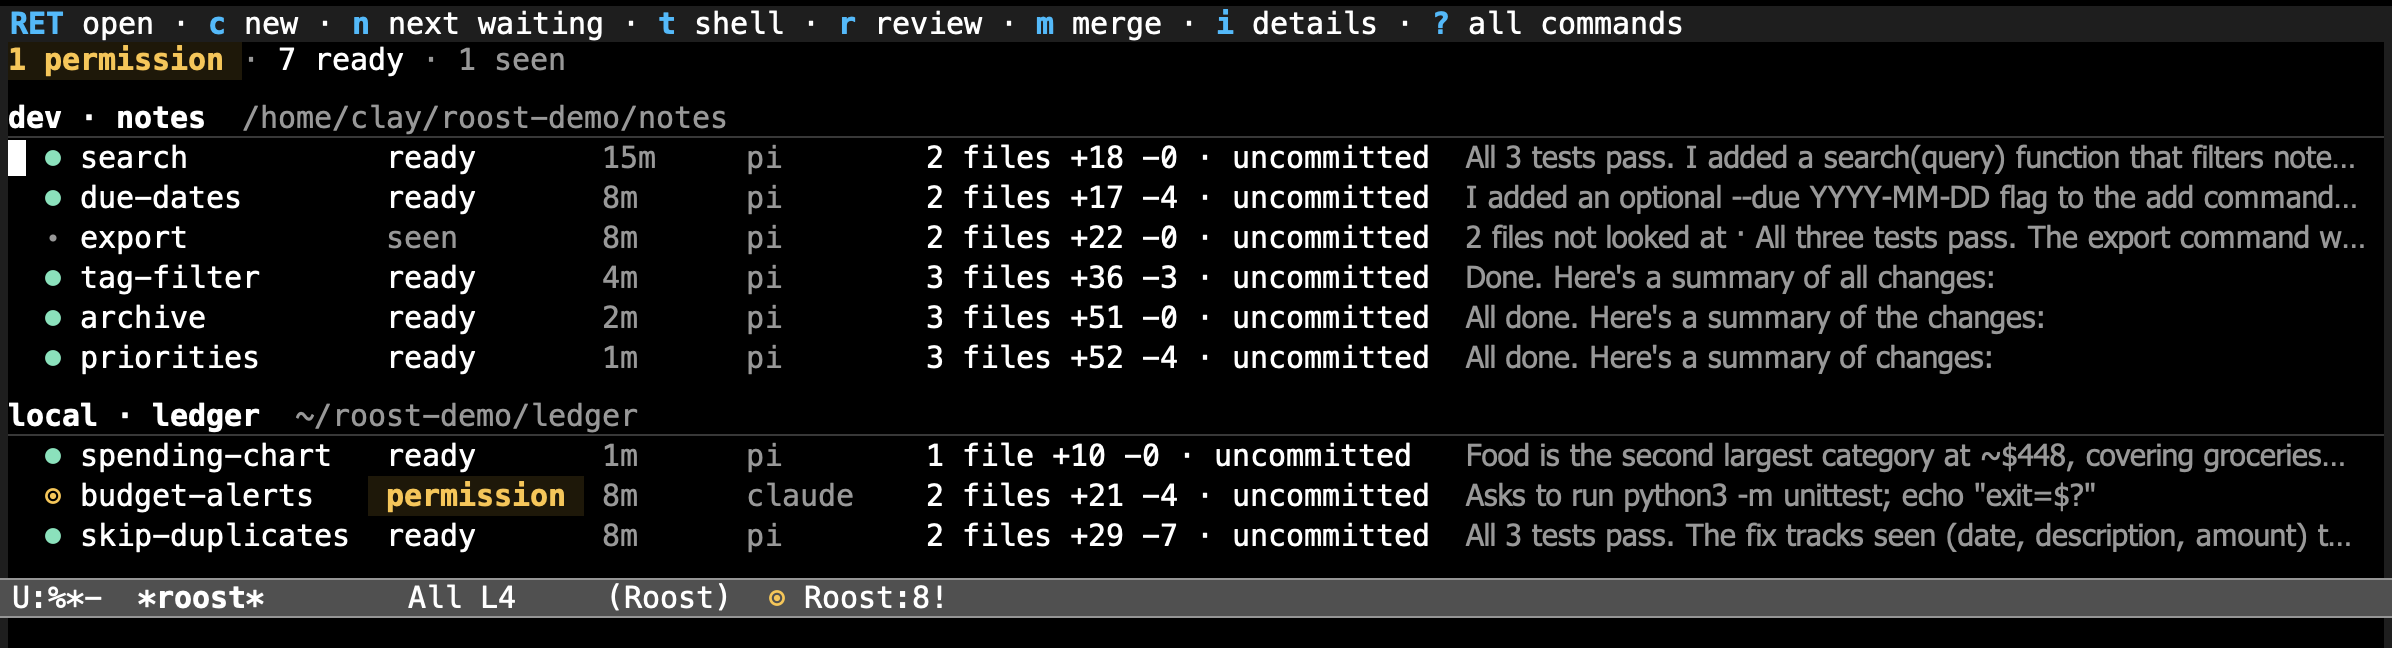 RET open · c new · n next waiting · t shell · r review · m merge · i details · ? all commands
1 permission · 7 ready · 1 seen
dev · notes /home/clay/roost-demo/notes
● search ready 15m pi 2 files +18 -0 · uncommitted All 3 tests pass. I added a search(query) function that filters note...
● due-dates ready 8m pi 2 files +17 -4 · uncommitted I added an optional --due YYYY-MM-DD flag to the add command...
· export seen 8m pi 2 files +22 -0 · uncommitted 2 files not looked at · All three tests pass. The export command w...
● tag-filter ready 4m pi 3 files +36 -3 · uncommitted Done. Here's a summary of all changes:
● archive ready 2m pi 3 files +51 -0 · uncommitted All done. Here's a summary of the changes:
● priorities ready 1m pi 3 files +52 -4 · uncommitted All done. Here's a summary of changes:
local · ledger ~/roost-demo/ledger
● spending-chart ready 1m pi 1 file +10 -0 · uncommitted Food is the second largest category at ~$448, covering groceries...
◉ budget-alerts permission 8m claude 2 files +21 -4 · uncommitted Asks to run python3 -m unittest; echo "exit=$?"
● skip-duplicates ready 8m pi 2 files +29 -7 · uncommitted All 3 tests pass. The fix tracks seen (date, description, amount) t...
U:%*- *roost* All L4 (Roost) ◉ Roost:8!